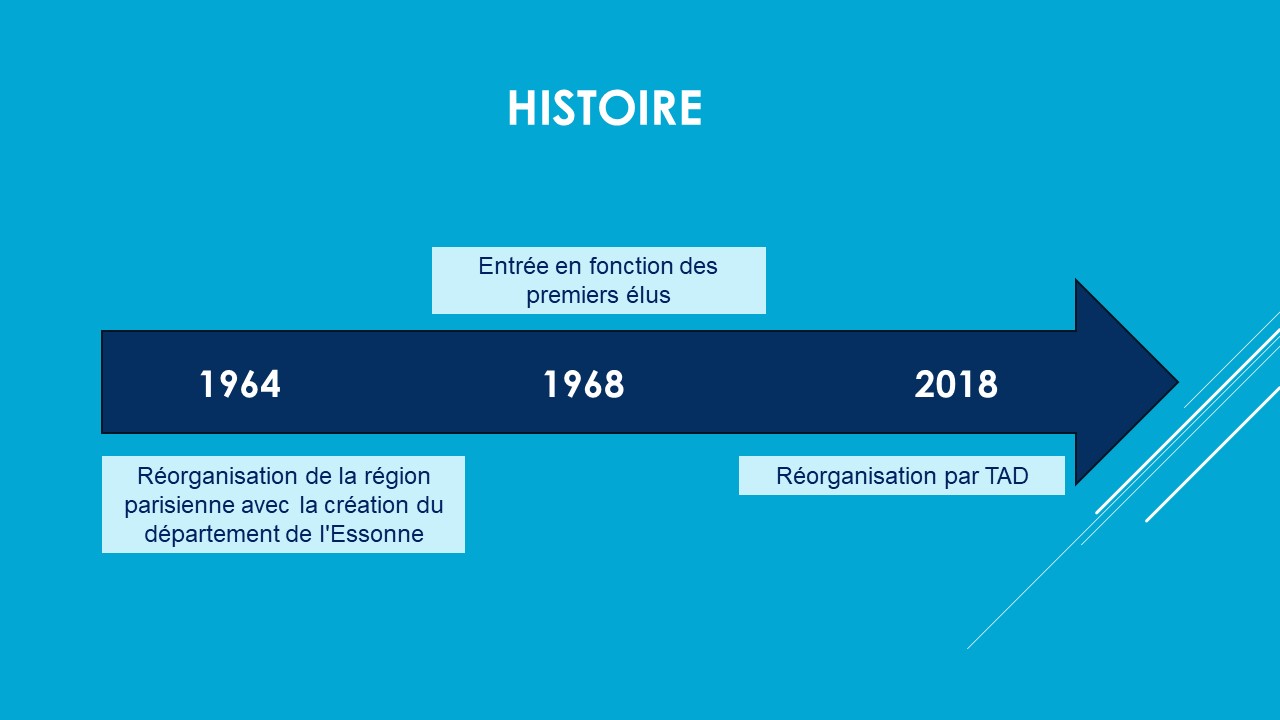 HISTOIRE
Entrée en fonction des
premiers élus
1964
1968
2018
Réorganisation de la région
parisienne avec la création du
département de l'Essonne
Réorganisation par TAD